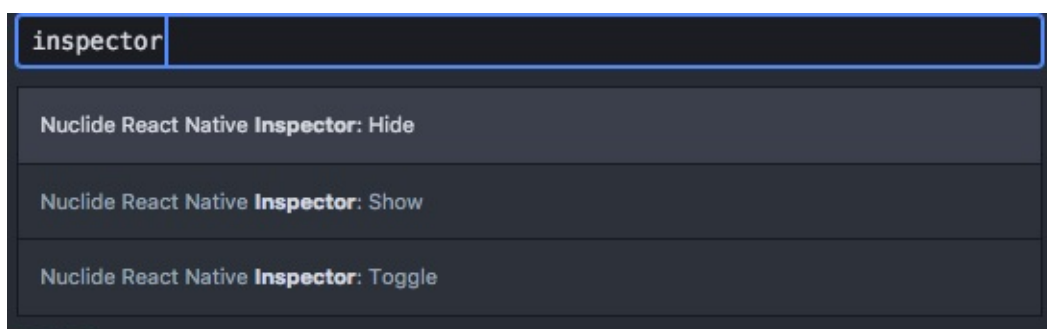 inspector
Nuclide React Native Inspector: Hide
Nuclide React Native Inspector: Show
Nuclide React Native Inspector: Toggle